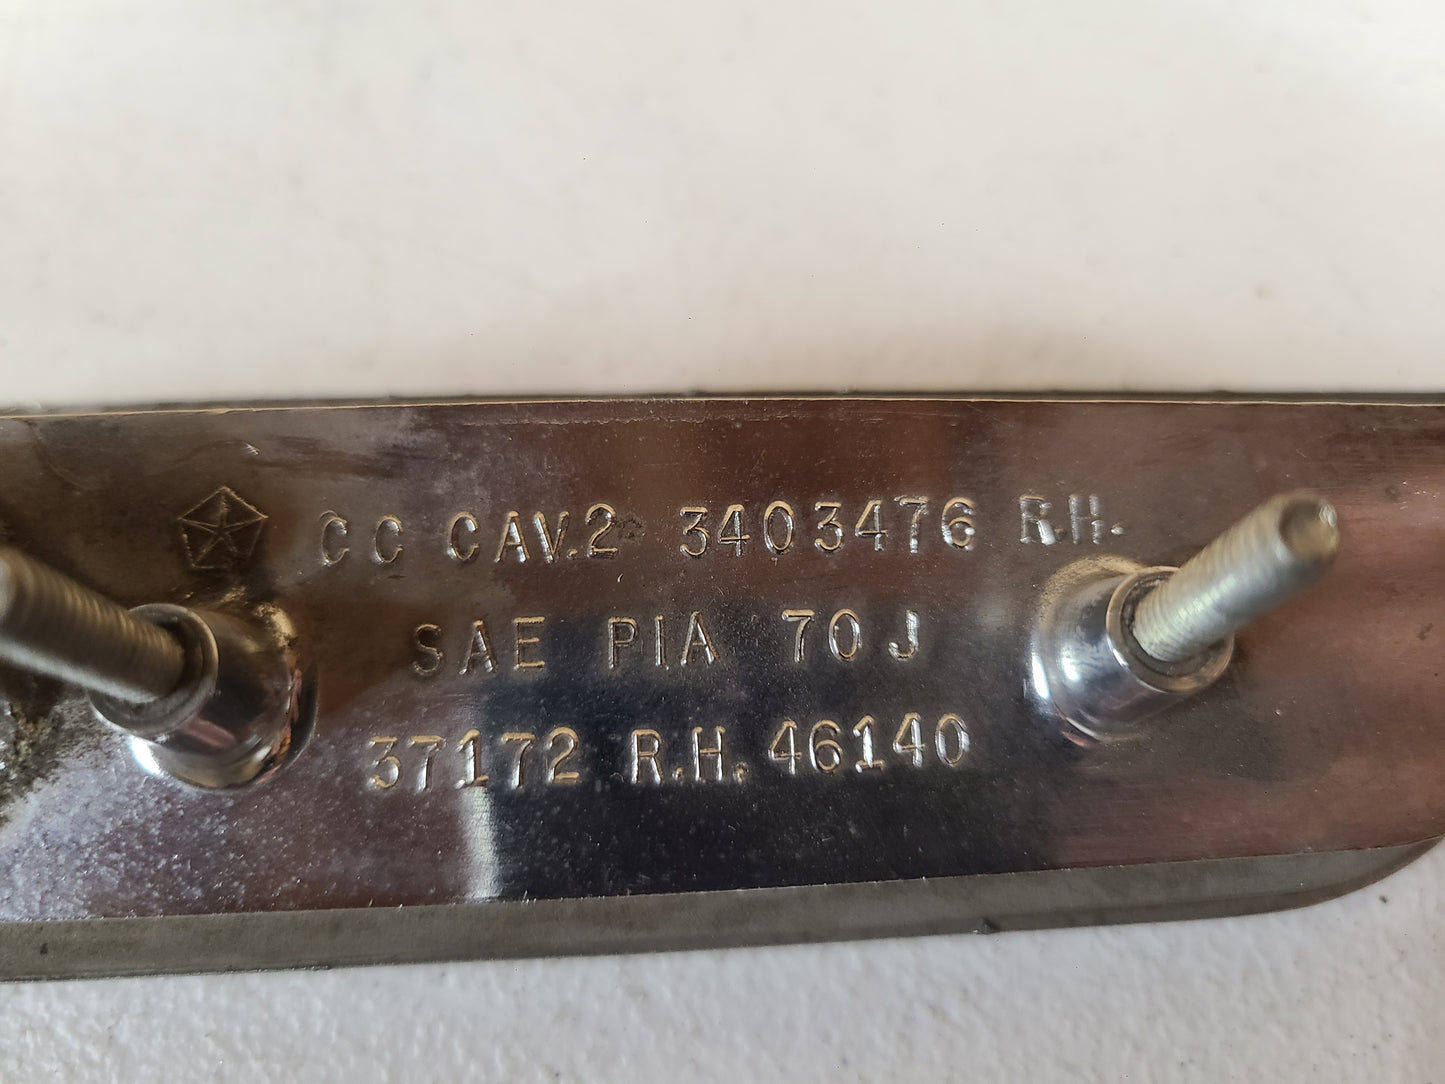 CC CAV.2 3403476 R.H.
SAE PIA 70J
37172 R.H. 46140